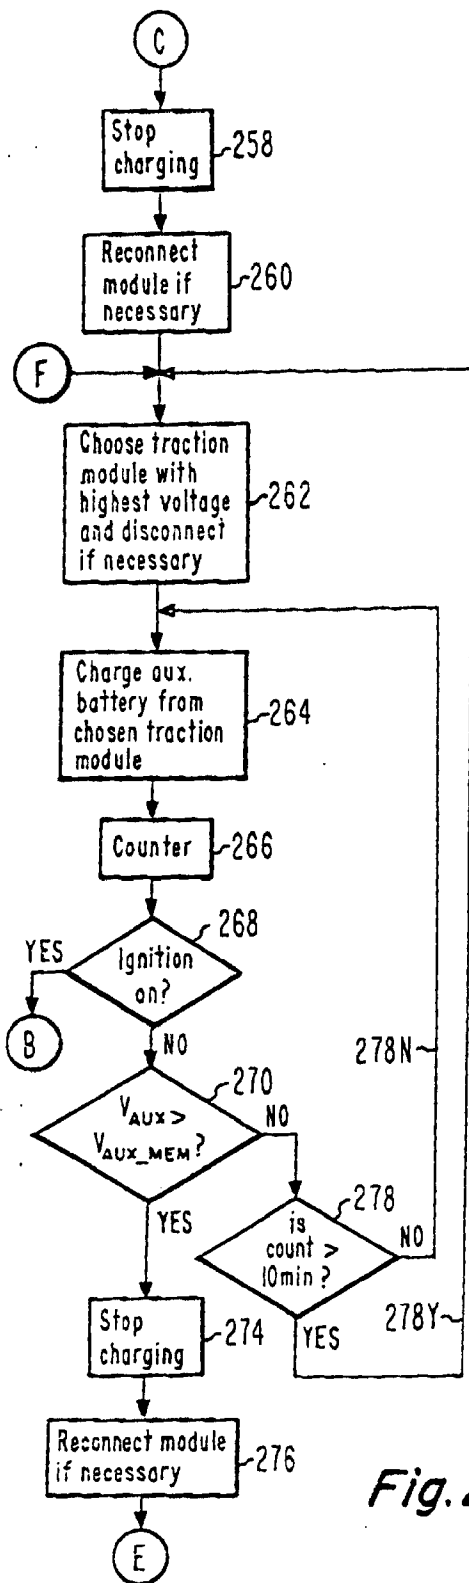 C
Stop
charging
258
Reconnect
module if
necessary
260
F
Choose traction
module with
highest voltage
and disconnect
if necessary
262
Charge aux.
battery from
chosen traction
module
264
Counter
266
268
YES
Ignition
on?
B
NO
278N
270
VAUX >
VAUX_MEM?
NO
YES
278
is
count >
10min?
NO
278Y
YES
Stop
charging
274
Reconnect module
if necessary
276
E
Fig.